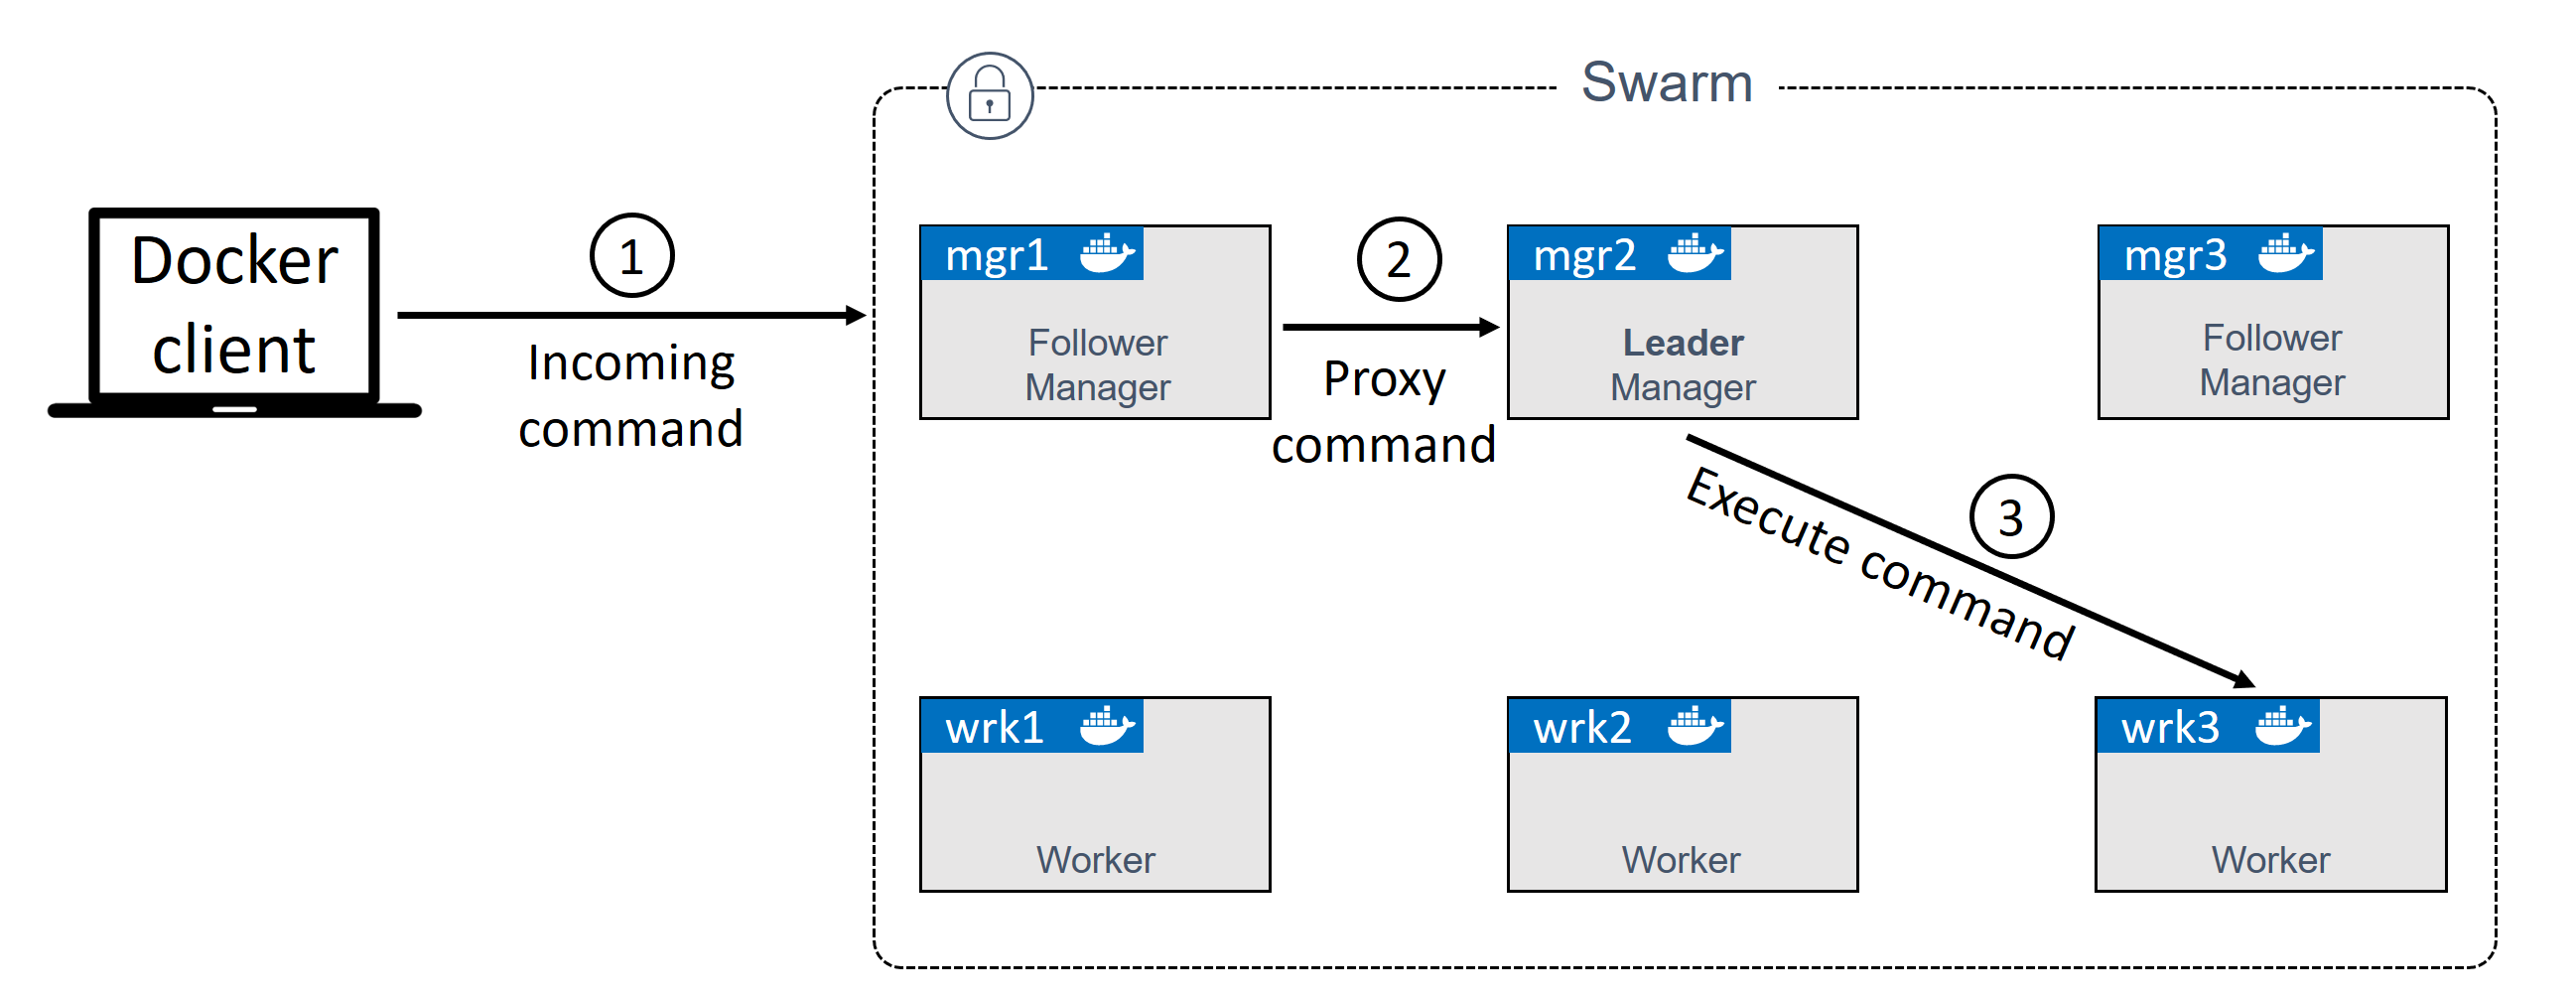 Swarm
Docker
client
1
Incoming
command
mgr1
Follower
Manager
2
Proxy
command
mgr2
Leader
Manager
mgr3
Follower
Manager
3
Execute command
wrk1
Worker
wrk2
Worker
wrk3
Worker